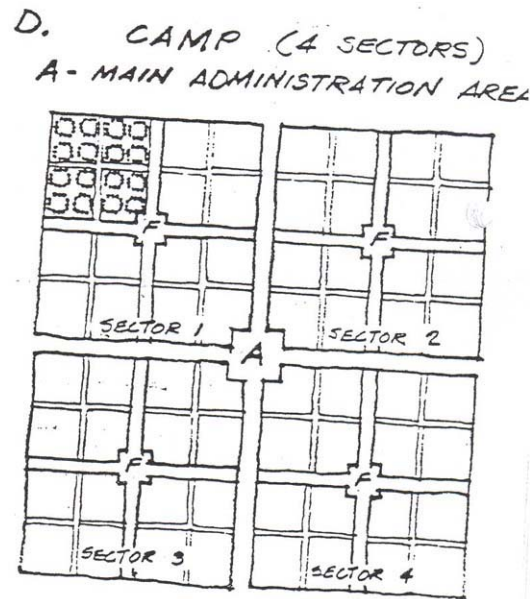 D.
CAMP (4 SECTORS)
A - MAIN ADMINISTRATION AREA
F
F
SECTOR 1
SECTOR 2
A
F
F
SECTOR 3
SECTOR 4